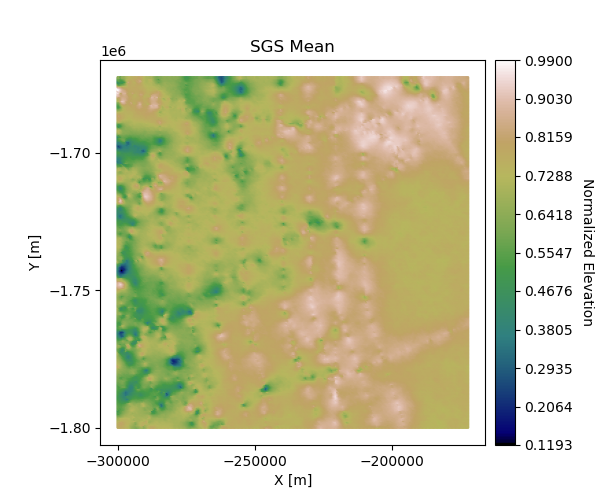 SGS Mean
1e6
−1.70
−1.75
−1.80
Y [m]
−300000 −250000 −200000
X [m]
0.9900
0.9030
0.8159
0.7288
0.6418
0.5547
0.4676
0.3805
0.2935
0.2064
0.1193
Normalized Elevation